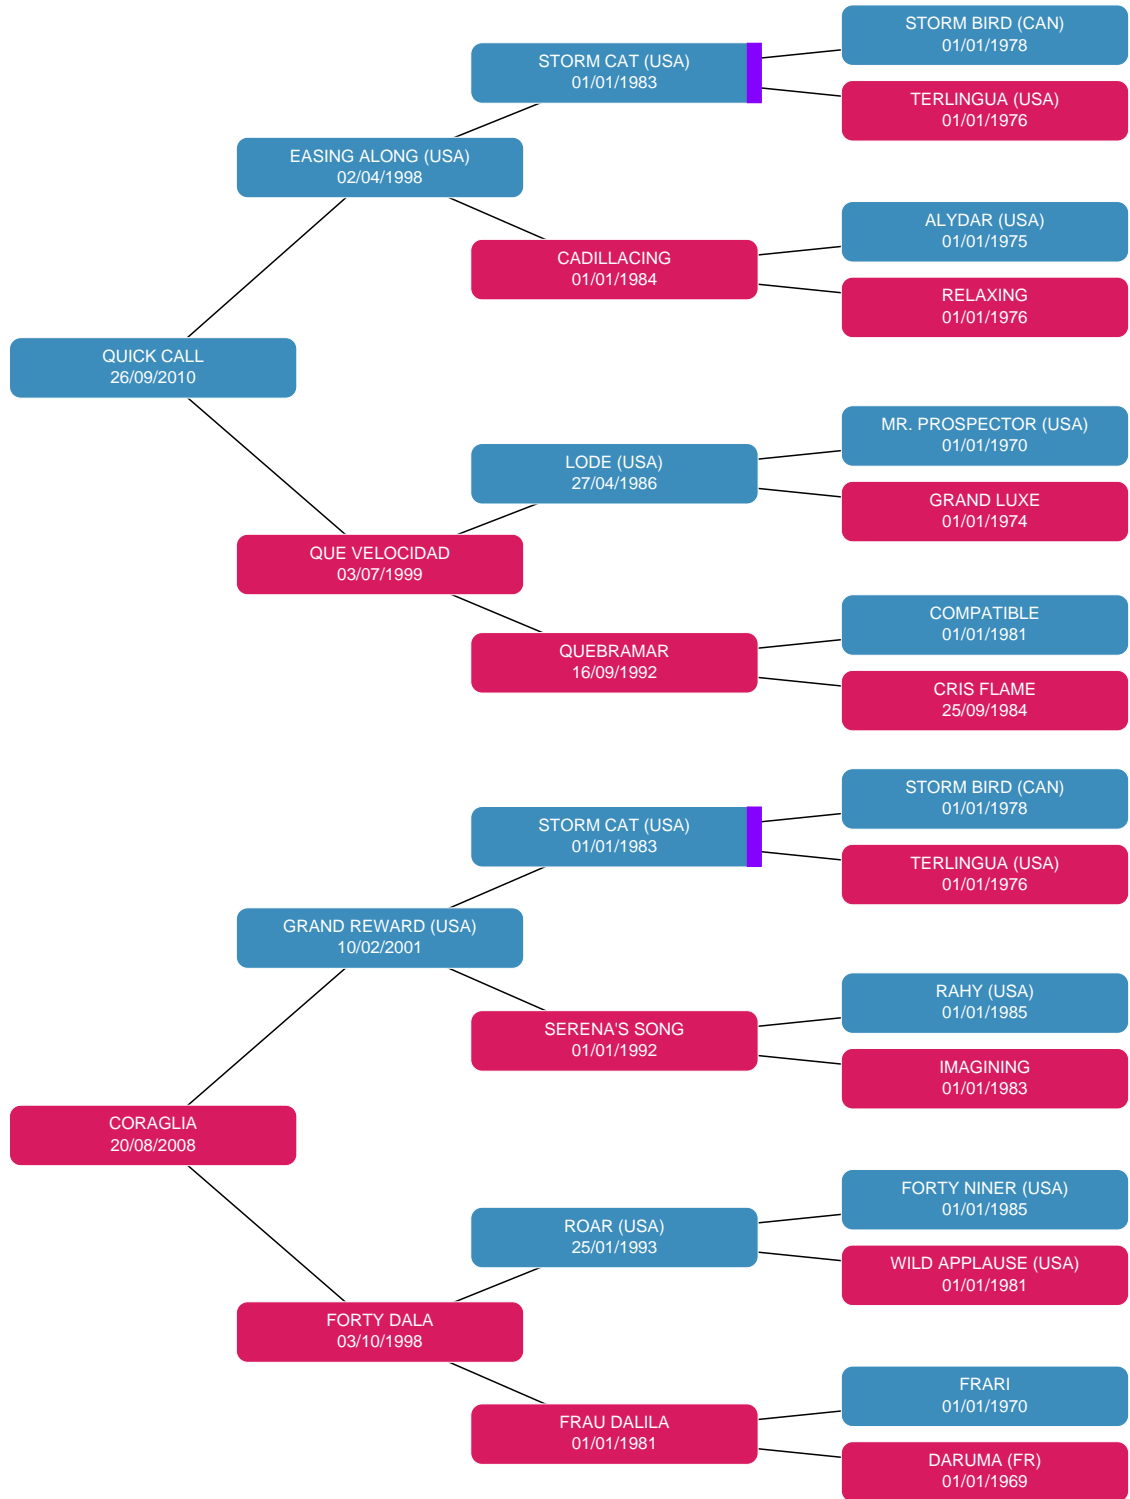 STORM BIRD (CAN)
01/01/1978
STORM CAT (USA)
01/01/1983
TERLINGUA (USA)
01/01/1976
EASING ALONG (USA)
02/04/1998
ALYDAR (USA)
01/01/1975
CADILLACING
01/01/1984
RELAXING
01/01/1976
QUICK CALL
26/09/2010
MR. PROSPECTOR (USA)
01/01/1970
LODE (USA)
27/04/1986
GRAND LUXE
01/01/1974
QUE VELOCIDAD
03/07/1999
COMPATIBLE
01/01/1981
QUEBRAMAR
16/09/1992
CRIS FLAME
25/09/1984
STORM BIRD (CAN)
01/01/1978
STORM CAT (USA)
01/01/1983
TERLINGUA (USA)
01/01/1976
GRAND REWARD (USA)
10/02/2001
RAHY (USA)
01/01/1985
SERENA'S SONG
01/01/1992
IMAGINING
01/01/1983
CORAGLIA
20/08/2008
FORTY NINER (USA)
01/01/1985
ROAR (USA)
25/01/1993
WILD APPLAUSE (USA)
01/01/1981
FORTY DALA
03/10/1998
FRARI
01/01/1970
FRAU DALILA
01/01/1981
DARUMA (FR)
01/01/1969